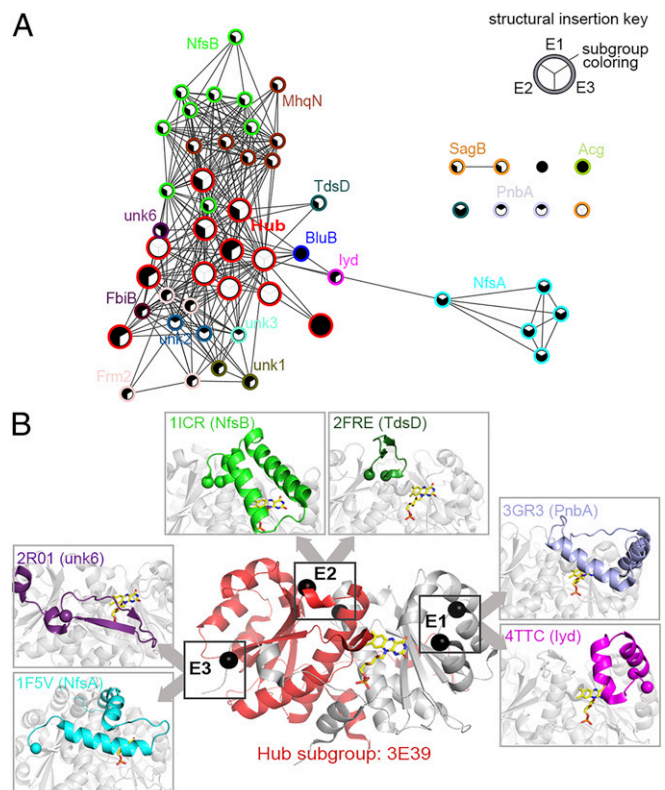 A
structural insertion key
E1
subgroup
coloring
E2
E3
NfsB
MhqN
SagB
Acg
TdsD
PnbA
unk6
Hub
BluB
Iyd
NfsA
FbiB
unk3
unk2
unk1
Frm2
B
1ICR (NfsB)
2FRE (TdsD)
3GR3 (PnbA)
2R01 (unk6)
E2
E1
4TTC (Iyd)
E3
1F5V (NfsA)
Hub subgroup: 3E39